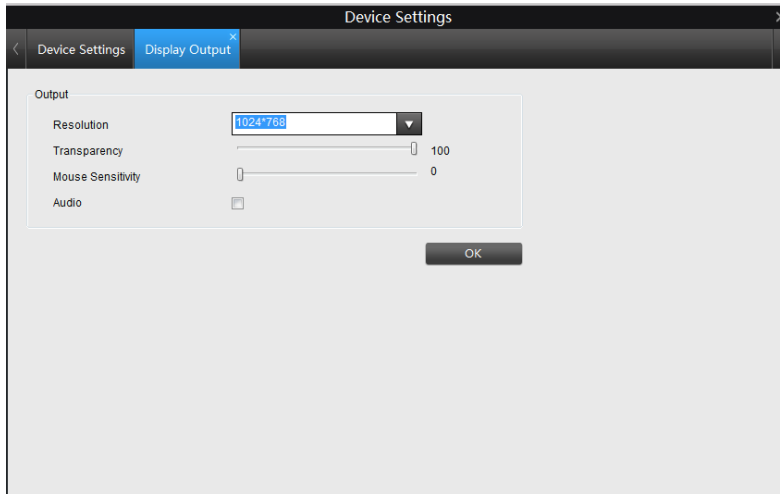 Device Settings
Device Settings Display Output
Output
Resolution 1024*768
Transparency 100
Mouse Sensitivity 0
Audio
OK